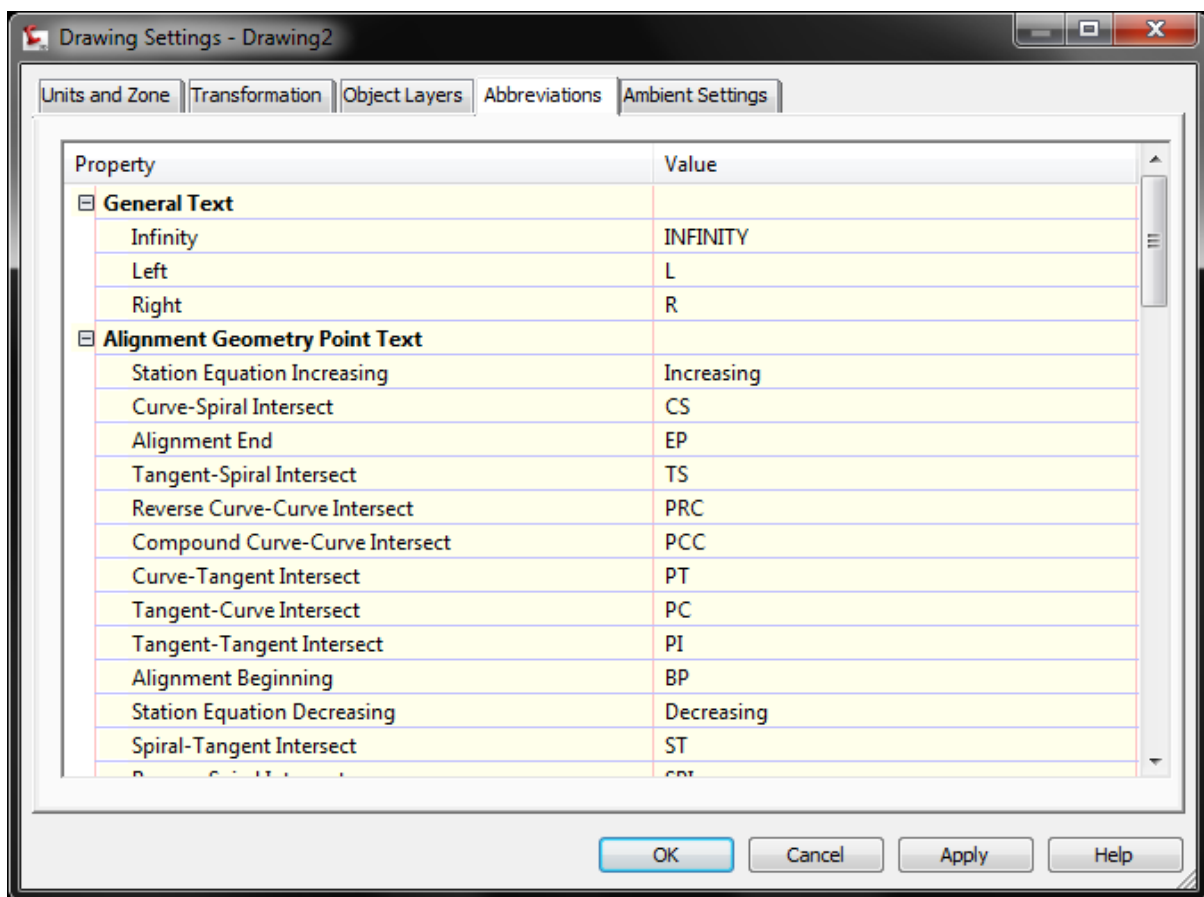 Drawing Settings - Drawing2
Units and Zone Transformation Object Layers Abbreviations Ambient Settings
Property Value
General Text
Infinity INFINITY
Left L
Right R
Alignment Geometry Point Text
Station Equation Increasing Increasing
Curve-Spiral Intersect CS
Alignment End EP
Tangent-Spiral Intersect TS
Reverse Curve-Curve Intersect PRC
Compound Curve-Curve Intersect PCC
Curve-Tangent Intersect PT
Tangent-Curve Intersect PC
Tangent-Tangent Intersect PI
Alignment Beginning BP
Station Equation Decreasing Decreasing
Spiral-Tangent Intersect ST
OK Cancel Apply Help